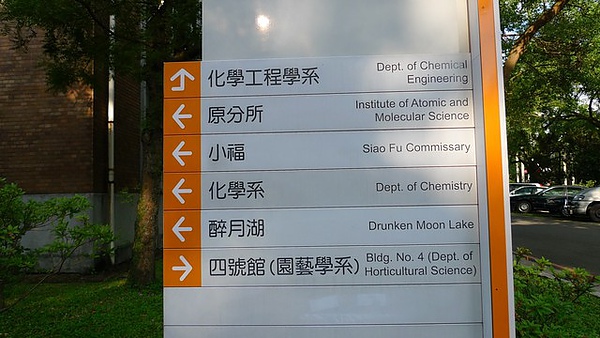 化學工程學系 Dept. of Chemical
Engineering
原分所 Institute of Atomic and
Molecular Science
小福 Siao Fu Commissary
化學系 Dept. of Chemistry
醉月湖 Drunken Moon Lake
四號館(園藝學系) Bldg. No. 4 (Dept. of
Horticultural Science)